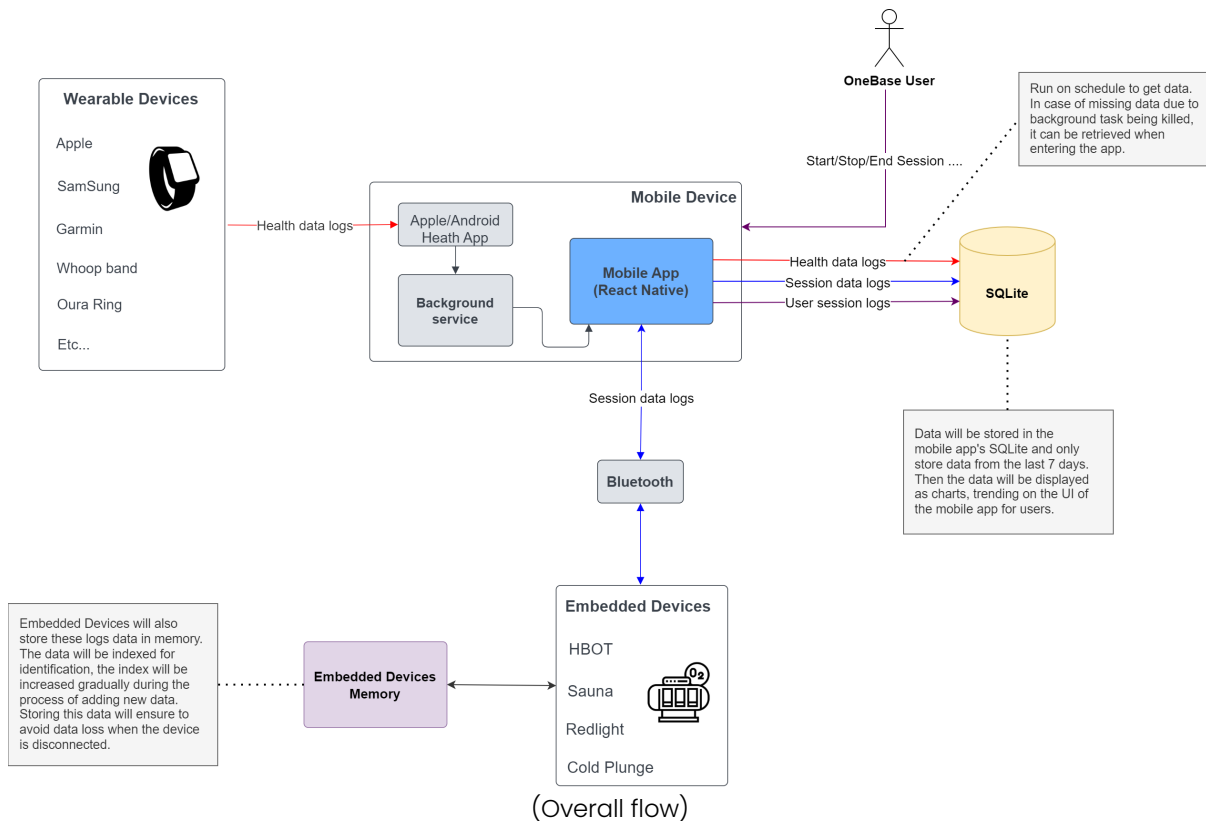 OneBase User
Run on schedule to get data.
In case of missing data due to
background task being killed,
it can be retrieved when
entering the app.
Wearable Devices
Apple
SamSung
Garmin
Whoop band
Oura Ring
Etc...
Start/Stop/End Session ....
Health data logs
Mobile Device
Apple/Android
Heath App
Background
service
Mobile App
(React Native)
Health data logs
Session data logs
User session logs
SQLite
Session data logs
Data will be stored in the
mobile app's SQLite and only
store data from the last 7 days.
Then the data will be displayed
as charts, trending on the UI of
the mobile app for users.
Bluetooth
Embedded Devices
HBOT
Sauna
Redlight
Cold Plunge
O2
Embedded Devices
Memory
Embedded Devices will also
store these logs data in memory.
The data will be indexed for
identification, the index will be
increased gradually during the
process of adding new data.
Storing this data will ensure to
avoid data loss when the device
is disconnected.
(Overall flow)